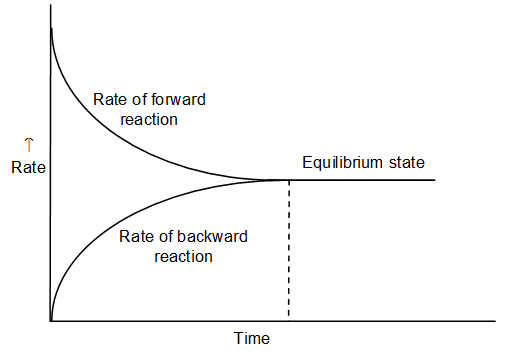 Rate of forward
reaction
Equilibrium state
↑
Rate
Rate of backward
reaction
Time